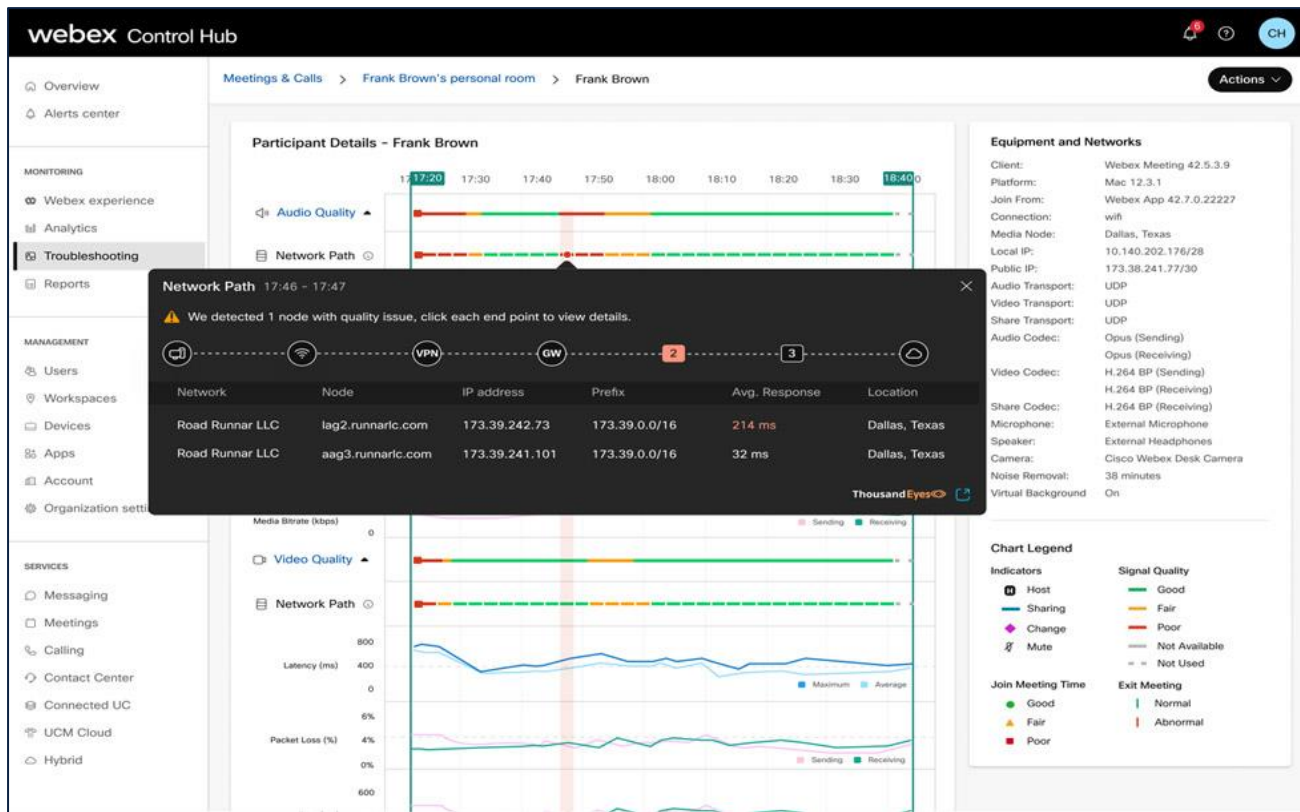 webex Control Hub
6
CH
Overview
Alerts center
MONITORING
Webex experience
Analytics
Troubleshooting
Reports
MANAGEMENT
Users
Workspaces
Devices
Apps
Account
Organization setti
SERVICES
Messaging
Meetings
Calling
Contact Center
Connected UC
UCM Cloud
Hybrid
Meetings & Calls > Frank Brown's personal room > Frank Brown
Actions
Participant Details - Frank Brown
17:20 17:30 17:40 17:50 18:00 18:10 18:20 18:30 18:40
Audio Quality
Network Path
Network Path 17:46 - 17:47
We detected 1 node with quality issue, click each end point to view details.
VPN GW 2 3
Network Node IP address Prefix Avg. Response Location
Road Runnar LLC lag2.runnarlc.com 173.39.242.73 173.39.0.0/16 214 ms Dallas, Texas
Road Runnar LLC aag3.runnarlc.com 173.39.241.101 173.39.0.0/16 32 ms Dallas, Texas
ThousandEyes
Media Bitrate (kbps)
0
Sending Receiving
Video Quality
Network Path
800
Latency (ms) 400
0
Maximum Average
6%
Packet Loss (%) 4%
0%
Sending Receiving
600
Equipment and Networks
Client: Webex Meeting 42.5.3.9
Platform: Mac 12.3.1
Join From: Webex App 42.7.0.22227
Connection: wifi
Media Node: Dallas, Texas
Local IP: 10.140.202.176/28
Public IP: 173.38.241.77/30
Audio Transport: UDP
Video Transport: UDP
Share Transport: UDP
Audio Codec: Opus (Sending)
Opus (Receiving)
Video Codec: H.264 BP (Sending)
H.264 BP (Receiving)
Share Codec: H.264 BP (Receiving)
Microphone: External Microphone
Speaker: External Headphones
Camera: Cisco Webex Desk Camera
Noise Removal: 38 minutes
Virtual Background On
Chart Legend
Indicators
H Host
Sharing
Change
Mute
Signal Quality
Good
Fair
Poor
Not Available
Not Used
Join Meeting Time
Good
Fair
Poor
Exit Meeting
Normal
Abnormal